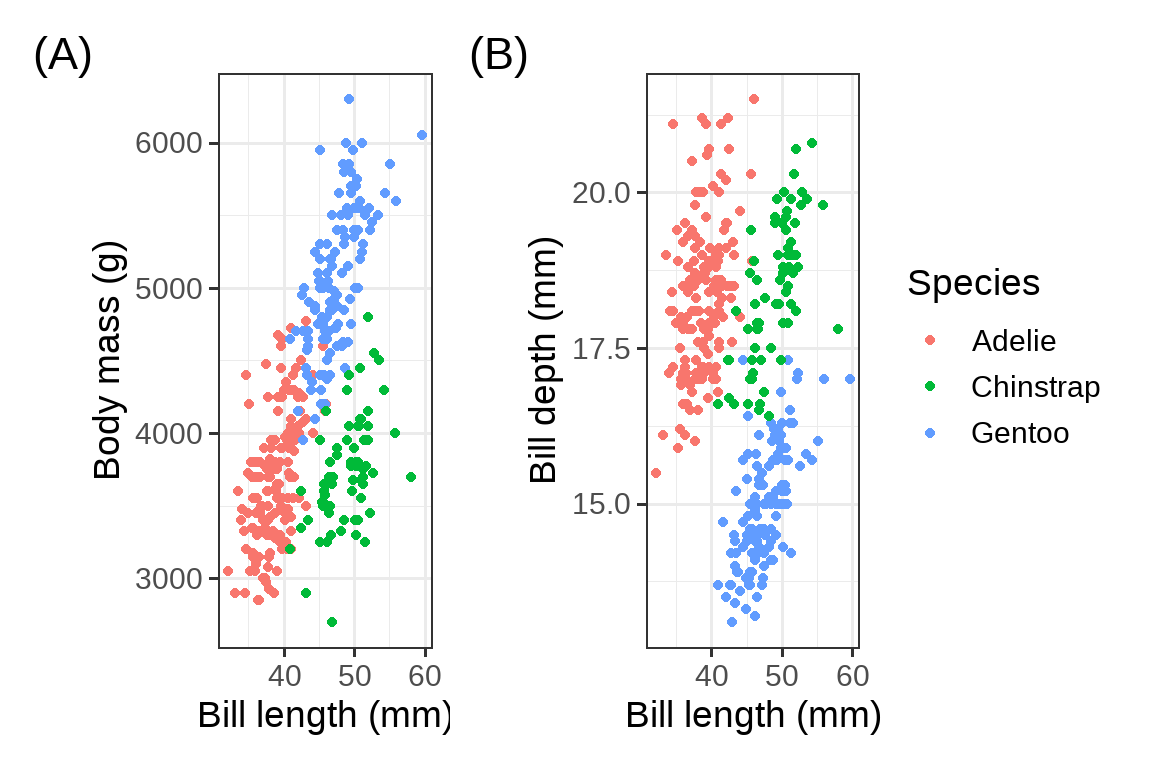 (A)
Body mass (g)
6000
5000
4000
3000
40 50 60
Bill length (mm)
(B)
Bill depth (mm)
20.0
17.5
15.0
40 50 60
Bill length (mm)
Species
Adelie
Chinstrap
Gentoo